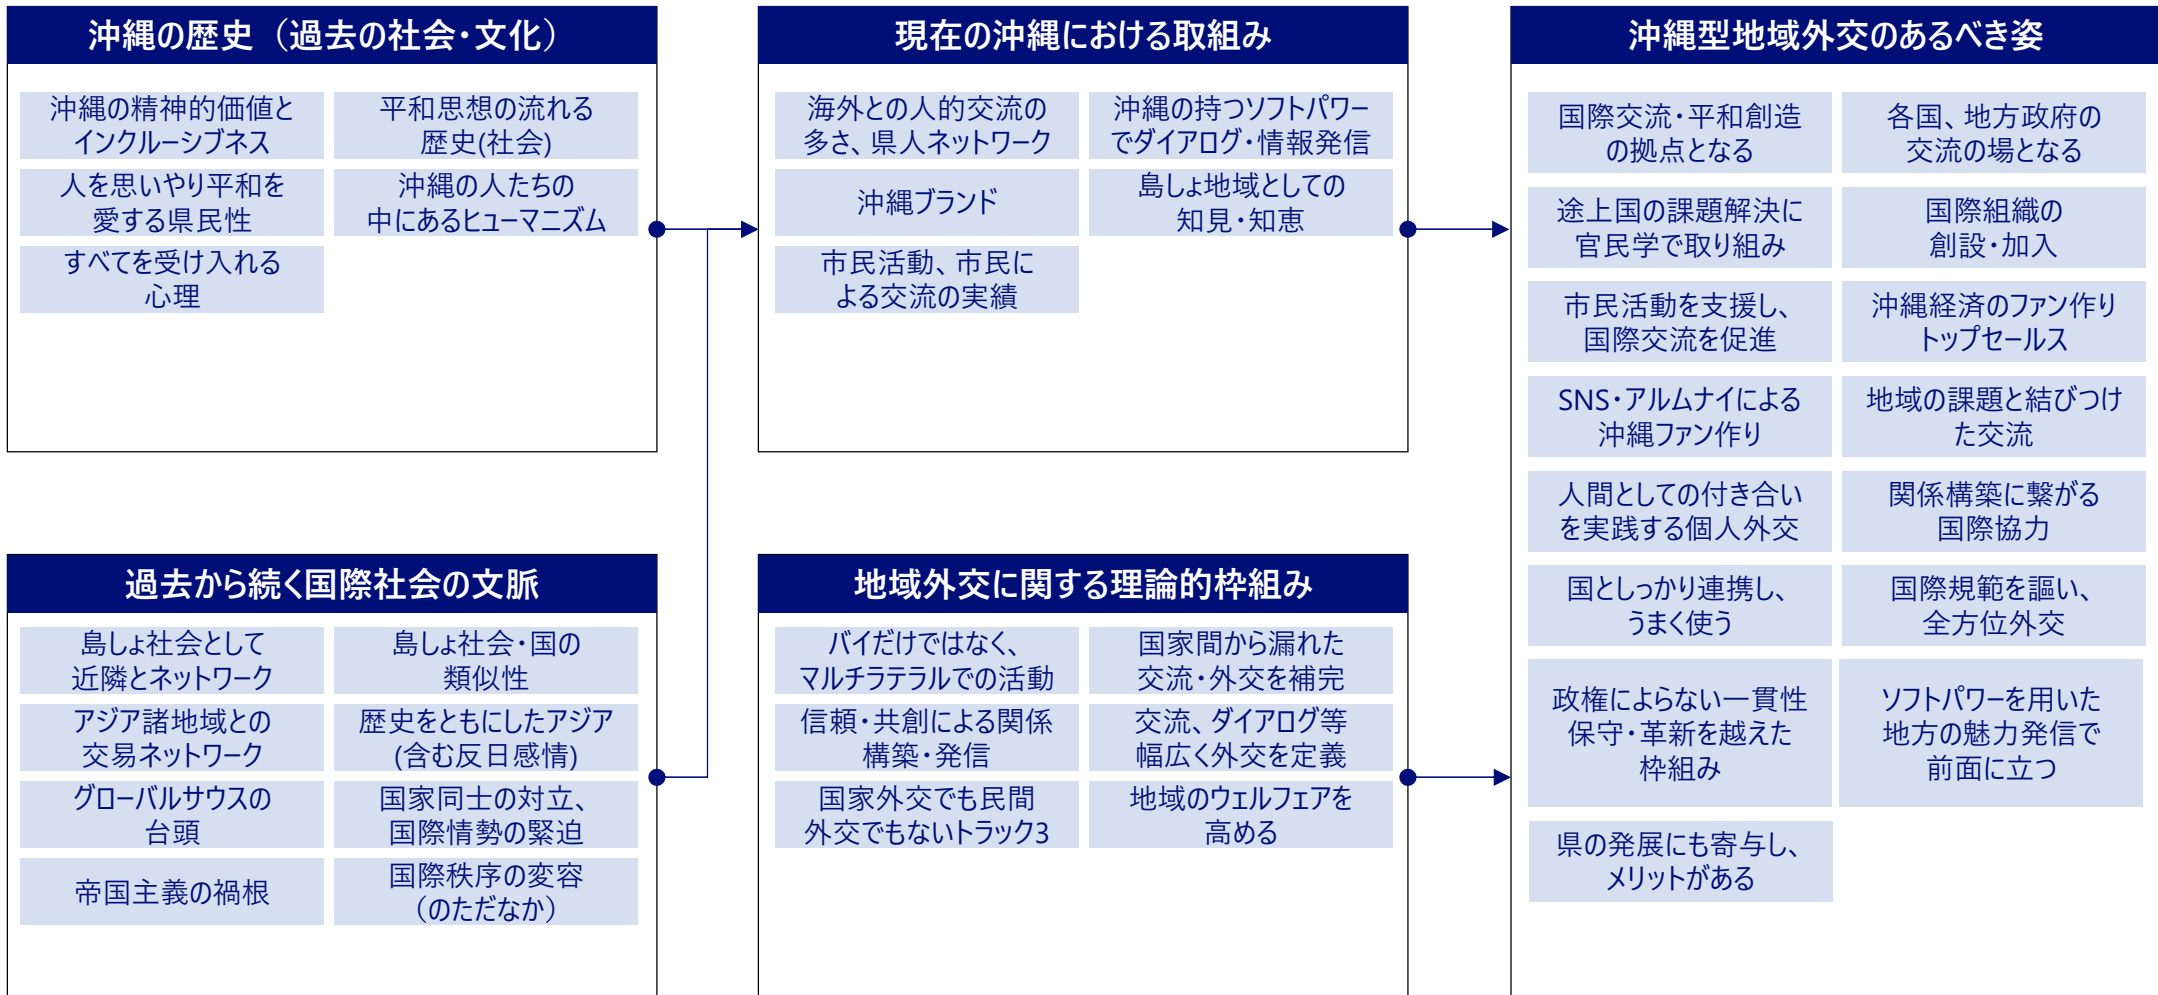 沖縄の歴史（過去の社会・文化）
沖縄の精神的価値と
インクルーシブネス
平和思想の流れる
歴史(社会)
人を思いやり平和を
愛する県民性
沖縄の人たちの
中にあるヒューマニズム
すべてを受け入れる
心理
過去から続く国際社会の文脈
島しょ社会として
近隣とネットワーク
島しょ社会・国の
類似性
アジア諸地域との
交易ネットワーク
歴史をともにしたアジア
(含む反日感情)
グローバルサウスの
台頭
国家同士の対立、
国際情勢の緊迫
帝国主義の禍根
国際秩序の変容
（のただなか）
現在の沖縄における取組み
海外との人的交流の
多さ、県人ネットワーク
沖縄の持つソフトパワー
でダイアログ・情報発信
沖縄ブランド
島しょ地域としての
知見・知恵
市民活動、市民に
よる交流の実績
地域外交に関する理論的枠組み
バイだけではなく、
マルチラテラルでの活動
国家間から漏れた
交流・外交を補完
信頼・共創による関係
構築・発信
交流、ダイアログ等
幅広く外交を定義
国家外交でも民間
外交でもないトラック3
地域のウェルフェアを
高める
沖縄型地域外交のあるべき姿
国際交流・平和創造
の拠点となる
各国、地方政府の
交流の場となる
途上国の課題解決に
官民学で取り組み
国際組織の
創設・加入
市民活動を支援し、
国際交流を促進
沖縄経済のファン作り
トップセールス
SNS・アルムナイによる
沖縄ファン作り
地域の課題と結びつけ
た交流
人間としての付き合い
を実践する個人外交
関係構築に繋がる
国際協力
国としっかり連携し、
うまく使う
国際規範を謳い、
全方位外交
政権によらない一貫性
保守・革新を越えた
枠組み
ソフトパワーを用いた
地方の魅力発信で
前面に立つ
県の発展にも寄与し、
メリットがある